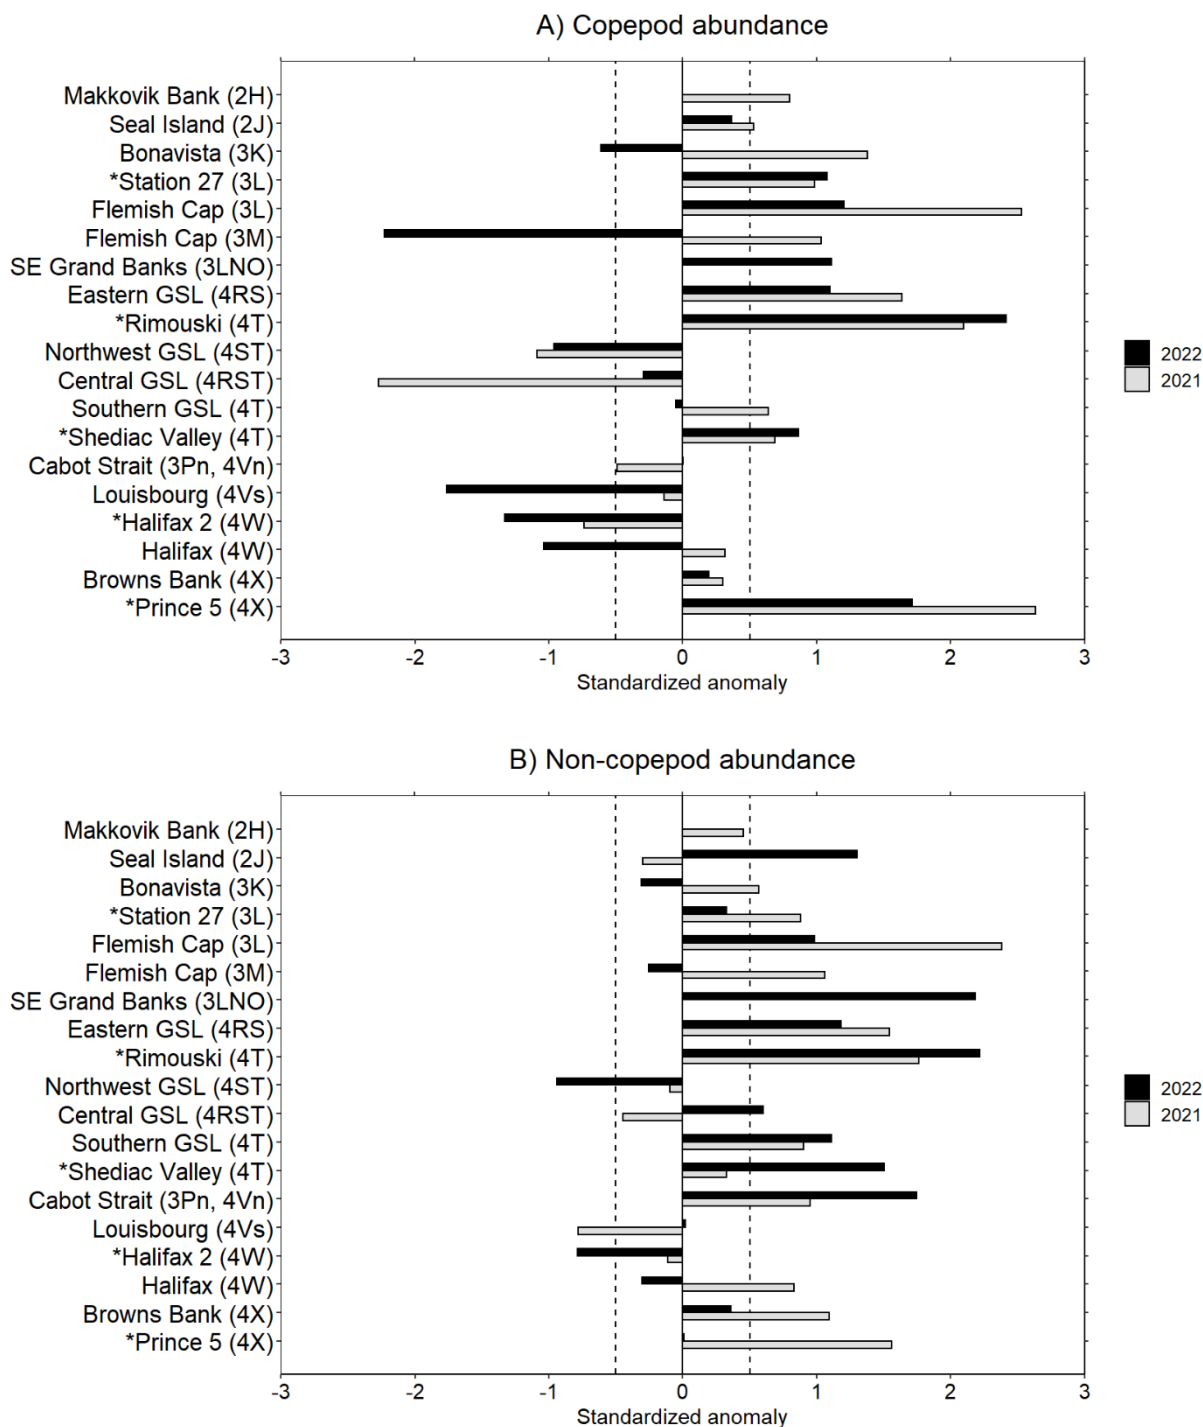 A) Copepod abundance
Makkovik Bank (2H)
Seal Island (2J)
Bonavista (3K)
*Station 27 (3L)
Flemish Cap (3L)
Flemish Cap (3M)
SE Grand Banks (3LNO)
Eastern GSL (4RS)
*Rimouski (4T)
Northwest GSL (4ST)
Central GSL (4RST)
Southern GSL (4T)
*Shediac Valley (4T)
Cabot Strait (3Pn, 4Vn)
Louisbourg (4Vs)
*Halifax 2 (4W)
Halifax (4W)
Browns Bank (4X)
*Prince 5 (4X)
2022
2021
-3 -2 -1 0 1 2 3
Standardized anomaly
B) Non-copepod abundance
Makkovik Bank (2H)
Seal Island (2J)
Bonavista (3K)
*Station 27 (3L)
Flemish Cap (3L)
Flemish Cap (3M)
SE Grand Banks (3LNO)
Eastern GSL (4RS)
*Rimouski (4T)
Northwest GSL (4ST)
Central GSL (4RST)
Southern GSL (4T)
*Shediac Valley (4T)
Cabot Strait (3Pn, 4Vn)
Louisbourg (4Vs)
*Halifax 2 (4W)
Halifax (4W)
Browns Bank (4X)
*Prince 5 (4X)
2022
2021
-3 -2 -1 0 1 2 3
Standardized anomaly